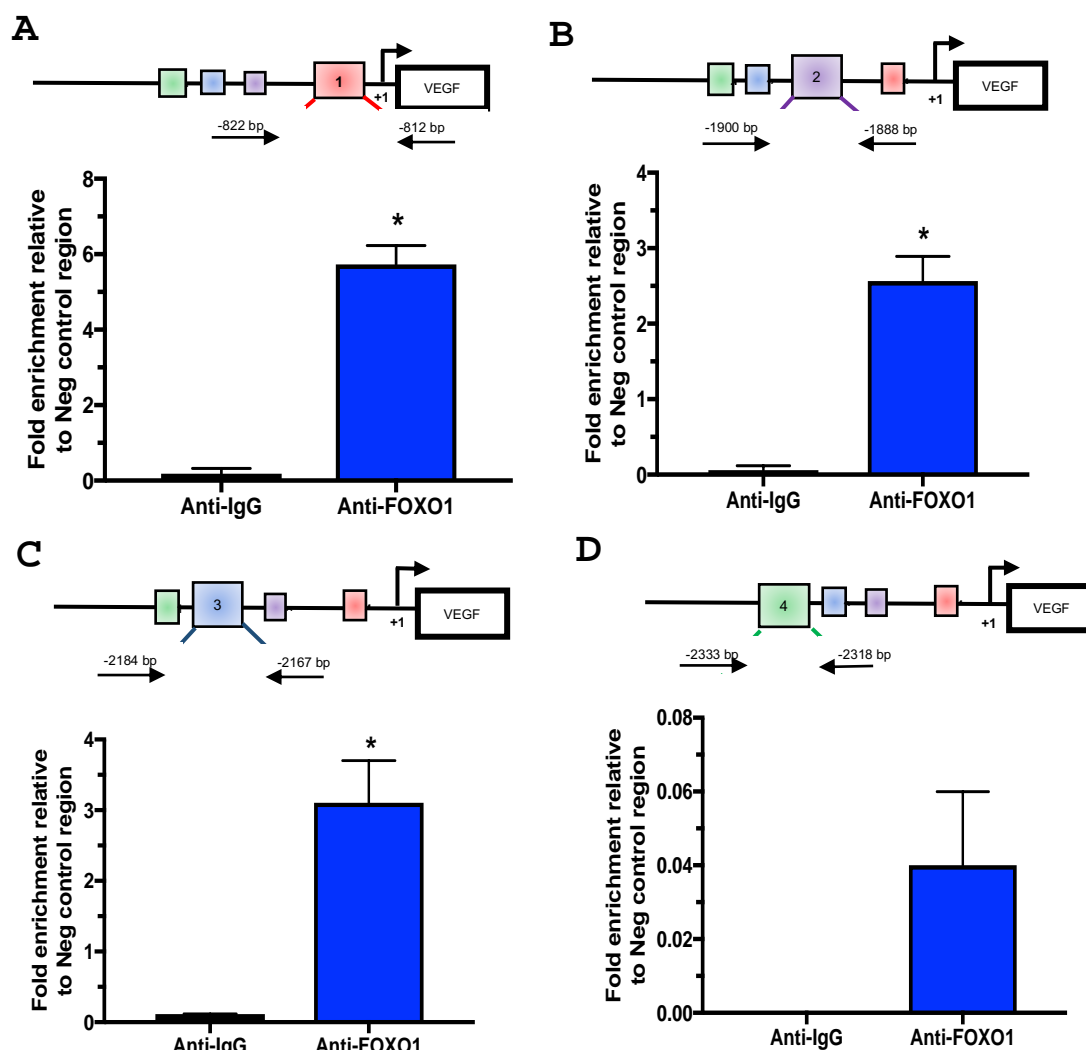 A
1
+1
VEGF
-822 bp
-812 bp
Fold enrichment relative
to Neg control region
8
6
4
2
0
*
Anti-IgG
Anti-FOXO1
B
2
+1
VEGF
-1900 bp
-1888 bp
Fold enrichment relative
to Neg control region
4
3
2
1
0
*
Anti-IgG
Anti-FOXO1
C
3
+1
VEGF
-2184 bp
-2167 bp
Fold enrichment relative
to Neg control region
4
3
2
1
0
*
Anti-IgG
Anti-FOXO1
D
4
+1
VEGF
-2333 bp
-2318 bp
Fold enrichment relative
to Neg control region
0.08
0.06
0.04
0.02
0.00
Anti-IgG
Anti-FOXO1